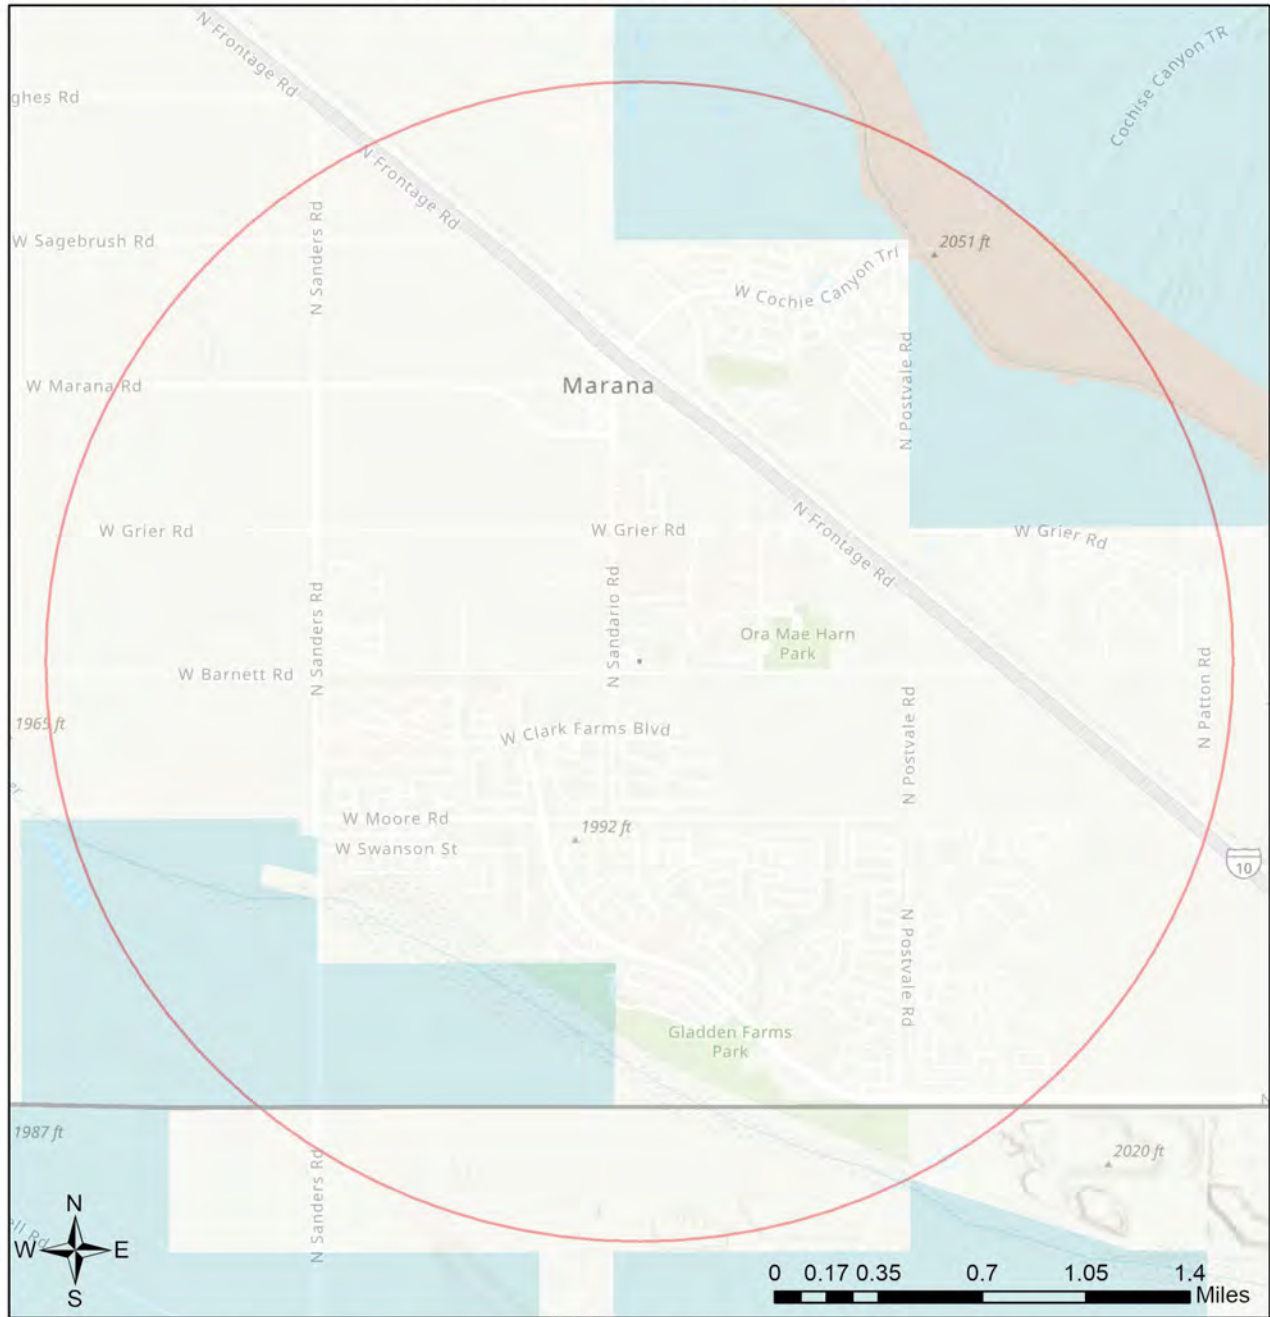 N Frontage Rd
Cochise Canyon TR
ghes Rd
N Frontage Rd
W Sagebrush Rd
N Sanders Rd
2051 ft
W Cochie Canyon Trl
N Postvale Rd
W Marana Rd
Marana
W Grier Rd
W Grier Rd
N Frontage Rd
W Grier Rd
N Sanders Rd
N Sandario Rd
Ora Mae Harn
Park
W Barnett Rd
N Patton Rd
1965 ft
W Clark Farms Blvd
N Postvale Rd
er
W Moore Rd
1992 ft
W Swanson St
10
N Postvale Rd
Gladden Farms
Park
N
1987 ft
2020 ft
N Sanders Rd
ell Rd
N
W E
S
0 0.17 0.35 0.7 1.05 1.4
Miles